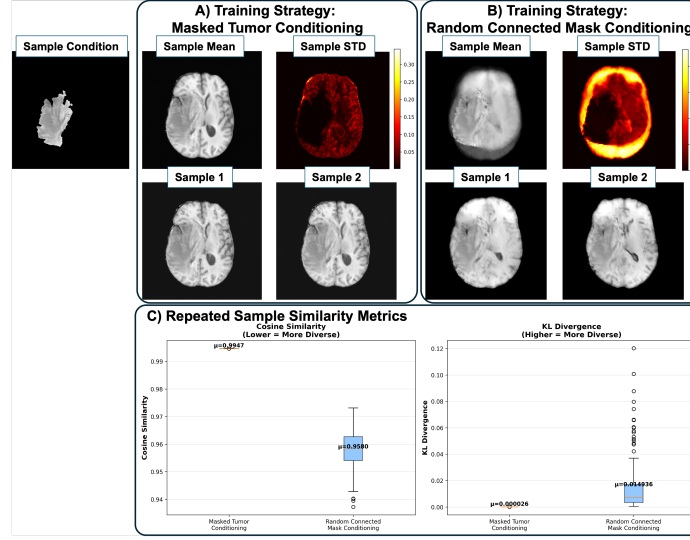 Sample Condition
A) Training Strategy:
Masked Tumor Conditioning
Sample Mean
Sample STD
0.30
0.25
0.20
0.15
0.10
0.05
Sample 1
Sample 2
B) Training Strategy:
Random Connected Mask Conditioning
Sample Mean
Sample STD
Sample 1
Sample 2
C) Repeated Sample Similarity Metrics
Cosine Similarity
(Lower = More Diverse)
Cosine Similarity
0.99
0.98
0.97
0.96
0.95
0.94
μ=0.9947
μ=0.9580
Masked Tumor
Conditioning
Random Connected
Mask Conditioning
KL Divergence
(Higher = More Diverse)
KL Divergence
0.12
0.10
0.08
0.06
0.04
0.02
0.00
μ=0.000026
μ=0.014936
Masked Tumor
Conditioning
Random Connected
Mask Conditioning